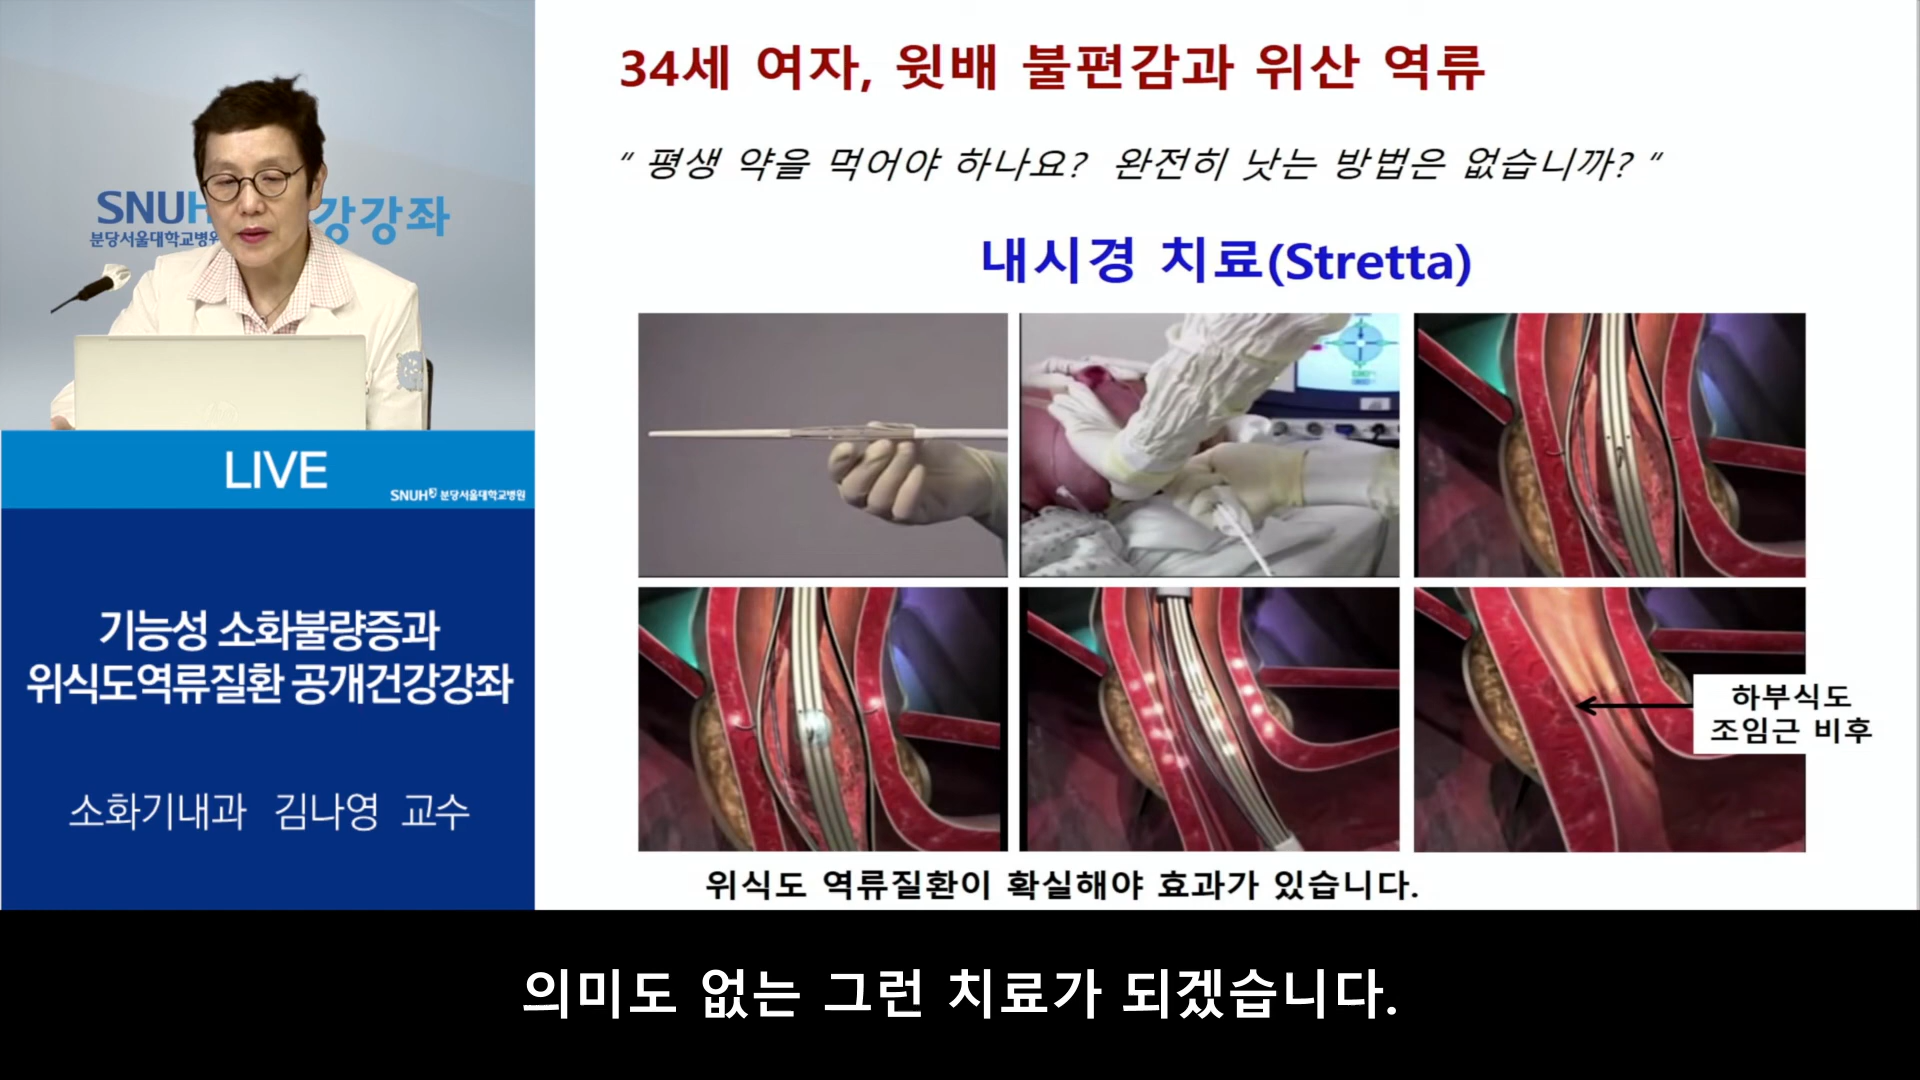 34세 여자, 윗배 불편감과 위산 역류
“ 평생 약을 먹어야 하나요? 완전히 낫는 방법은 없습니까? “
내시경 치료(Stretta)
하부식도
조임근 비후
위식도 역류질환이 확실해야 효과가 있습니다.
SNUH
강강좌
분당서울대학교병원
LIVE
SNUH 분당서울대학교병원
기능성 소화불량증과
위식도역류질환 공개건강강좌
소화기내과 김나영 교수
의미도 없는 그런 치료가 되겠습니다.